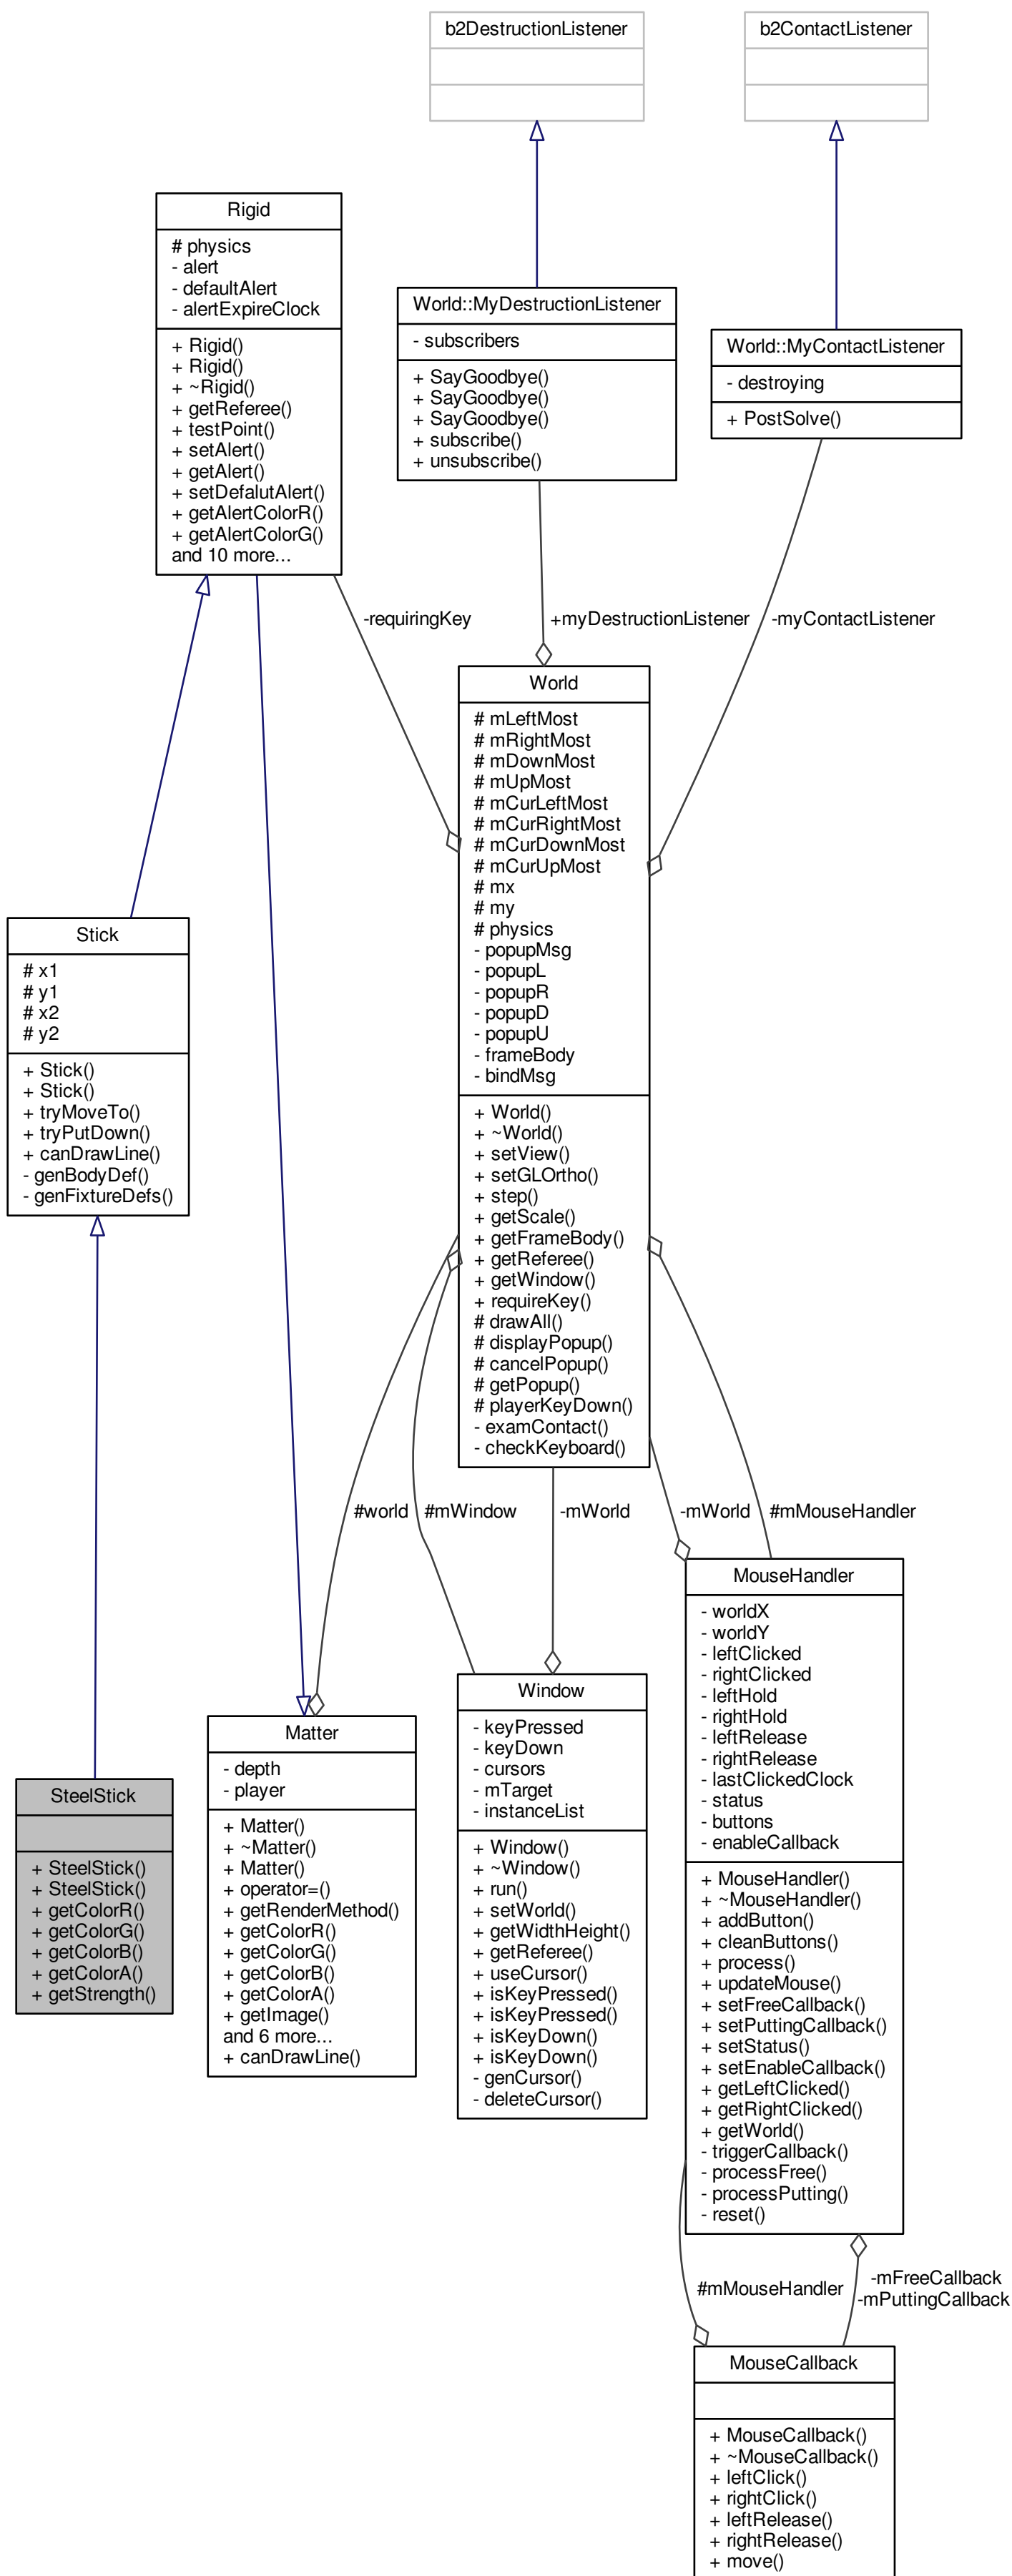 b2DestructionListener
b2ContactListener
Rigid
# physics
- alert
- defaultAlert
- alertExpireClock
+ Rigid()
+ Rigid()
+ ~Rigid()
+ getReferee()
+ testPoint()
+ setAlert()
+ getAlert()
+ setDefalutAlert()
+ getAlertColorR()
+ getAlertColorG()
and 10 more...
World::MyDestructionListener
- subscribers
+ SayGoodbye()
+ SayGoodbye()
+ SayGoodbye()
+ subscribe()
+ unsubscribe()
World::MyContactListener
- destroying
+ PostSolve()
-requiringKey
+myDestructionListener
-myContactListener
World
# mLeftMost
# mRightMost
# mDownMost
# mUpMost
# mCurLeftMost
# mCurRightMost
# mCurDownMost
# mCurUpMost
# mx
# my
# physics
- popupMsg
- popupL
- popupR
- popupD
- popupU
- frameBody
- bindMsg
+ World()
+ ~World()
+ setView()
+ setGLOrtho()
+ step()
+ getScale()
+ getFrameBody()
+ getReferee()
+ getWindow()
+ requireKey()
# drawAll()
# displayPopup()
# cancelPopup()
# getPopup()
# playerKeyDown()
- examContact()
- checkKeyboard()
Stick
# x1
# y1
# x2
# y2
+ Stick()
+ Stick()
+ tryMoveTo()
+ tryPutDown()
+ canDrawLine()
- genBodyDef()
- genFixtureDefs()
#world
#mWindow
-mWorld
-mWorld
#mMouseHandler
SteelStick
+ SteelStick()
+ SteelStick()
+ getColorR()
+ getColorG()
+ getColorB()
+ getColorA()
+ getStrength()
Matter
- depth
- player
+ Matter()
+ ~Matter()
+ Matter()
+ operator=()
+ getRenderMethod()
+ getColorR()
+ getColorG()
+ getColorB()
+ getColorA()
+ getImage()
and 6 more...
+ canDrawLine()
Window
- keyPressed
- keyDown
- cursors
- mTarget
- instanceList
+ Window()
+ ~Window()
+ run()
+ setWorld()
+ getWidthHeight()
+ getReferee()
+ useCursor()
+ isKeyPressed()
+ isKeyPressed()
+ isKeyDown()
+ isKeyDown()
- genCursor()
- deleteCursor()
MouseHandler
- worldX
- worldY
- leftClicked
- rightClicked
- leftHold
- rightHold
- leftRelease
- rightRelease
- lastClickedClock
- status
- buttons
- enableCallback
+ MouseHandler()
+ ~MouseHandler()
+ addButton()
+ cleanButtons()
+ process()
+ updateMouse()
+ setFreeCallback()
+ setPuttingCallback()
+ setStatus()
+ setEnableCallback()
+ getLeftClicked()
+ getRightClicked()
+ getWorld()
- triggerCallback()
- processFree()
- processPutting()
- reset()
#mMouseHandler
-mFreeCallback
-mPuttingCallback
MouseCallback
+ MouseCallback()
+ ~MouseCallback()
+ leftClick()
+ rightClick()
+ leftRelease()
+ rightRelease()
+ move()